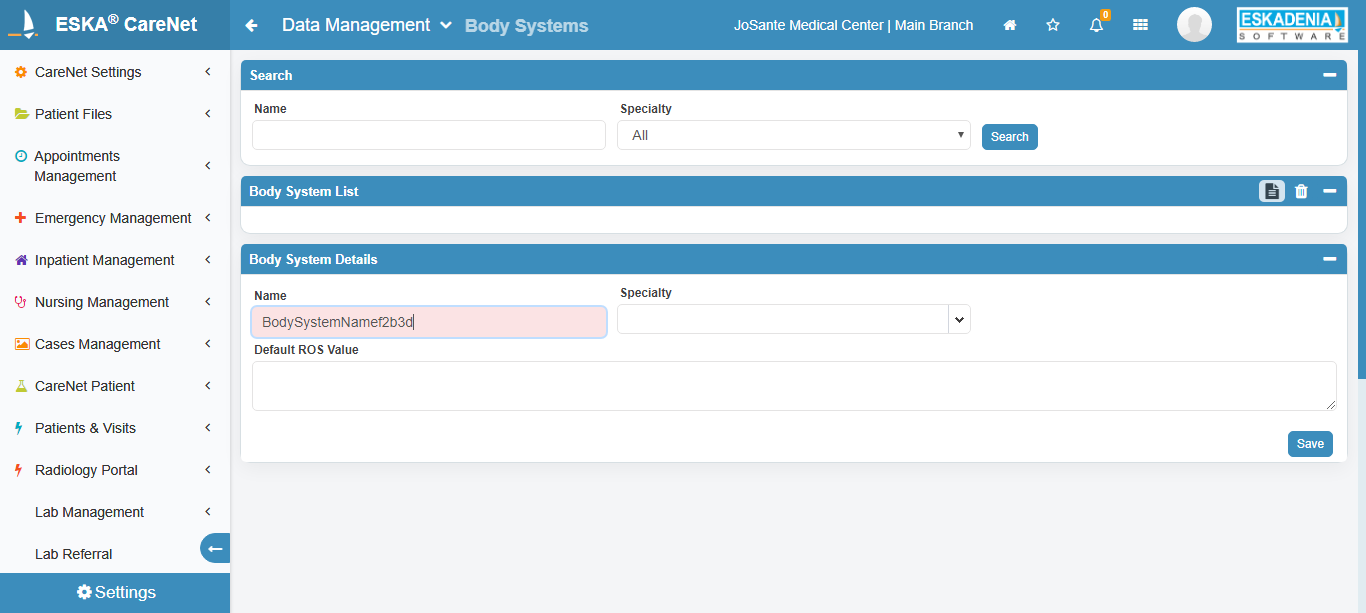 ESKA® CareNet
Data Management
Body Systems
JoSante Medical Center | Main Branch
0
ESKADENIA
SOFTWARE
CareNet Settings
Patient Files
Appointments
Management
Emergency Management
Inpatient Management
Nursing Management
Cases Management
CareNet Patient
Patients & Visits
Radiology Portal
Lab Management
Lab Referral
Settings
Search
Name
Specialty
All
Search
Body System List
Body System Details
Name
Specialty
BodySystemNamef2b3d
Default ROS Value
Save